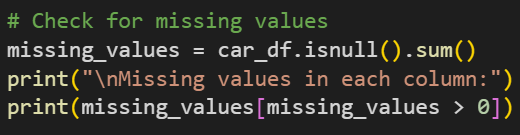 # Check for missing values
missing_values = car_df.isnull().sum()
print("\nMissing values in each column:")
print(missing_values[missing_values > 0])